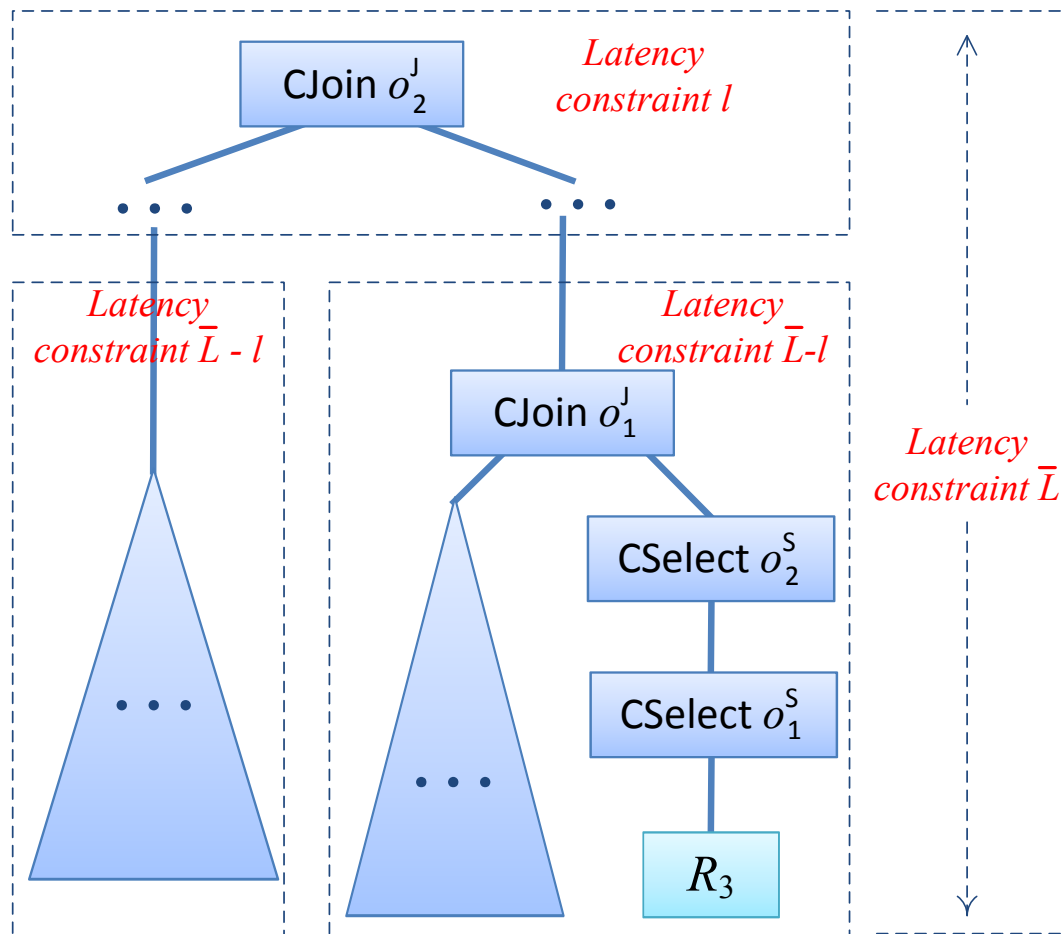 CJoin o₂ᴶ
Latency
constraint l
• • •
• • •
Latency
constraint L̅ - l
Latency
constraint L̅-l
CJoin o₁ᴶ
Latency
constraint L̅
CSelect o₂ˢ
CSelect o₁ˢ
• • •
• • •
R₃